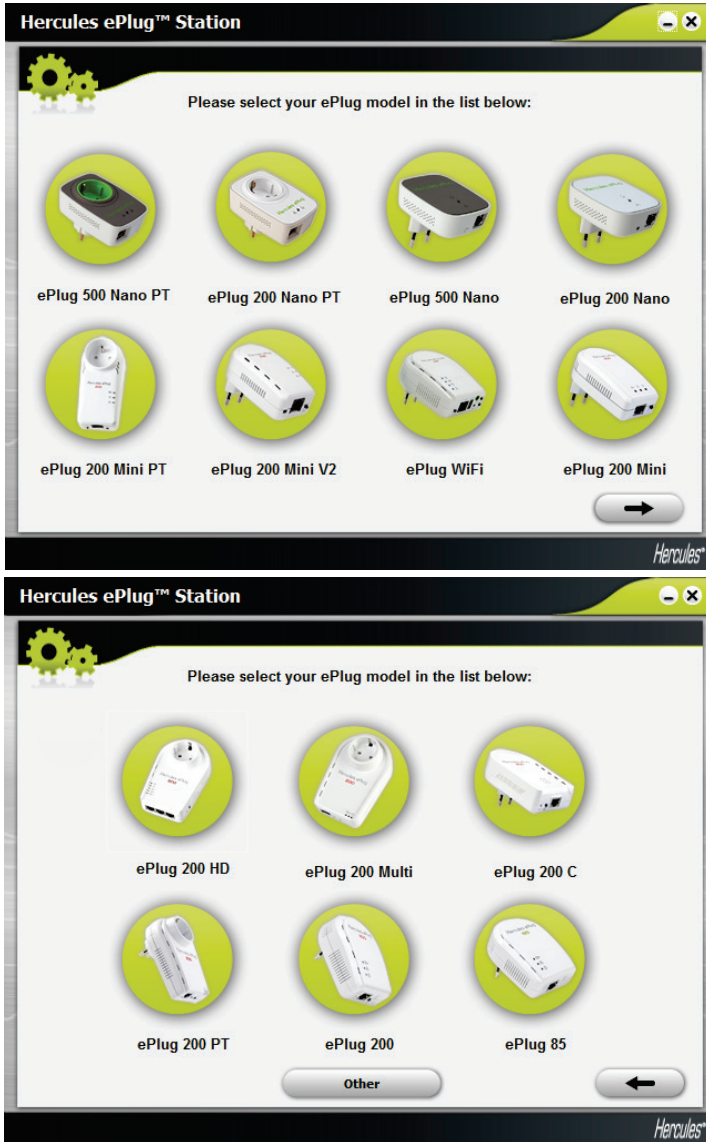 Hercules ePlug™ Station
Please select your ePlug model in the list below:
ePlug 500 Nano PT
ePlug 200 Nano PT
ePlug 500 Nano
ePlug 200 Nano
ePlug 200 Mini PT
ePlug 200 Mini V2
ePlug WiFi
ePlug 200 Mini
Hercules®
Hercules ePlug™ Station
Please select your ePlug model in the list below:
ePlug 200 HD
ePlug 200 Multi
ePlug 200 C
ePlug 200 PT
ePlug 200
ePlug 85
Other
Hercules®